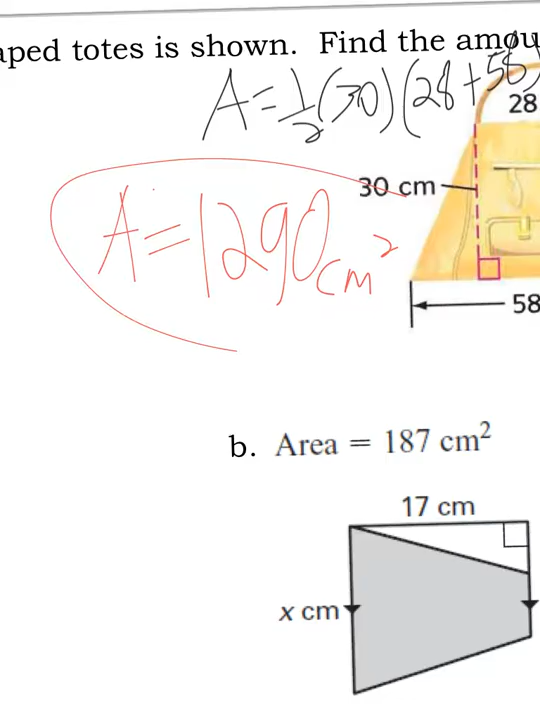 aped totes is shown. Find the amou
A = 1/2 (30)(28 + 58)
28
30 cm
A = 1290 cm²
58
b. Area = 187 cm²
17 cm
x cm